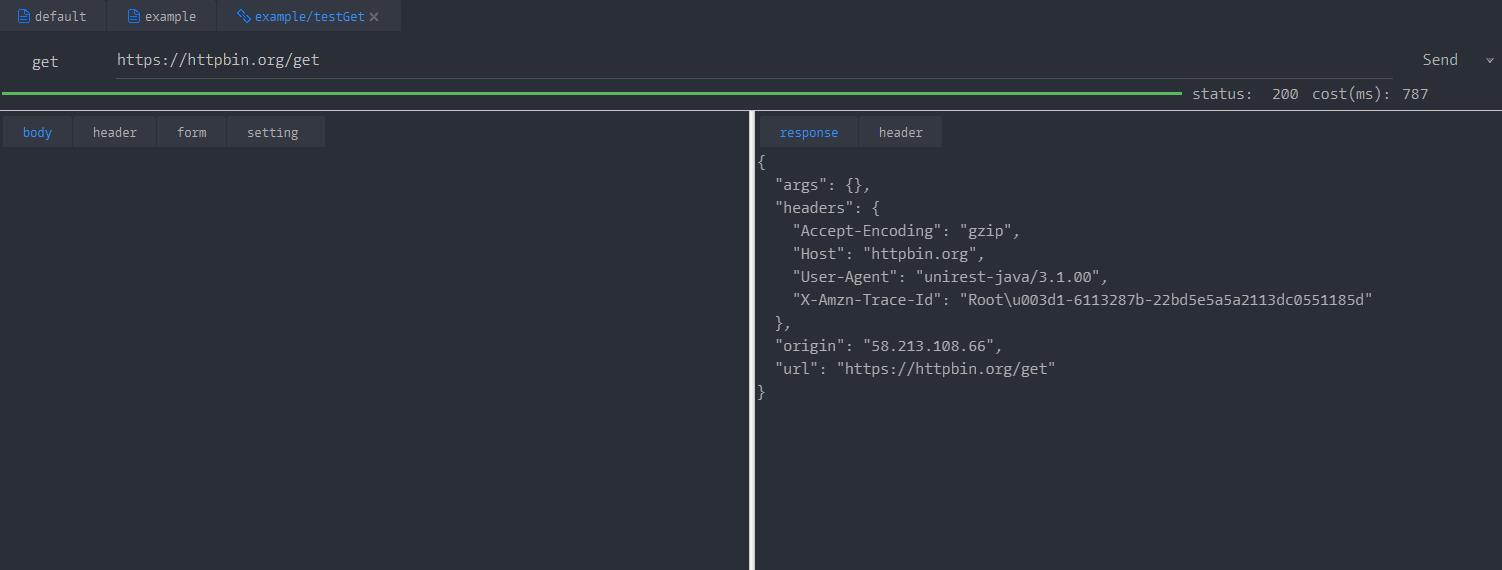 default example example/testGet
get https://httpbin.org/get Send
status: 200 cost(ms): 787
body header form setting
response header
{
"args": {},
"headers": {
"Accept-Encoding": "gzip",
"Host": "httpbin.org",
"User-Agent": "unirest-java/3.1.00",
"X-Amzn-Trace-Id": "Root\u003d1-6113287b-22bd5e5a5a2113dc0551185d"
},
"origin": "58.213.108.66",
"url": "https://httpbin.org/get"
}